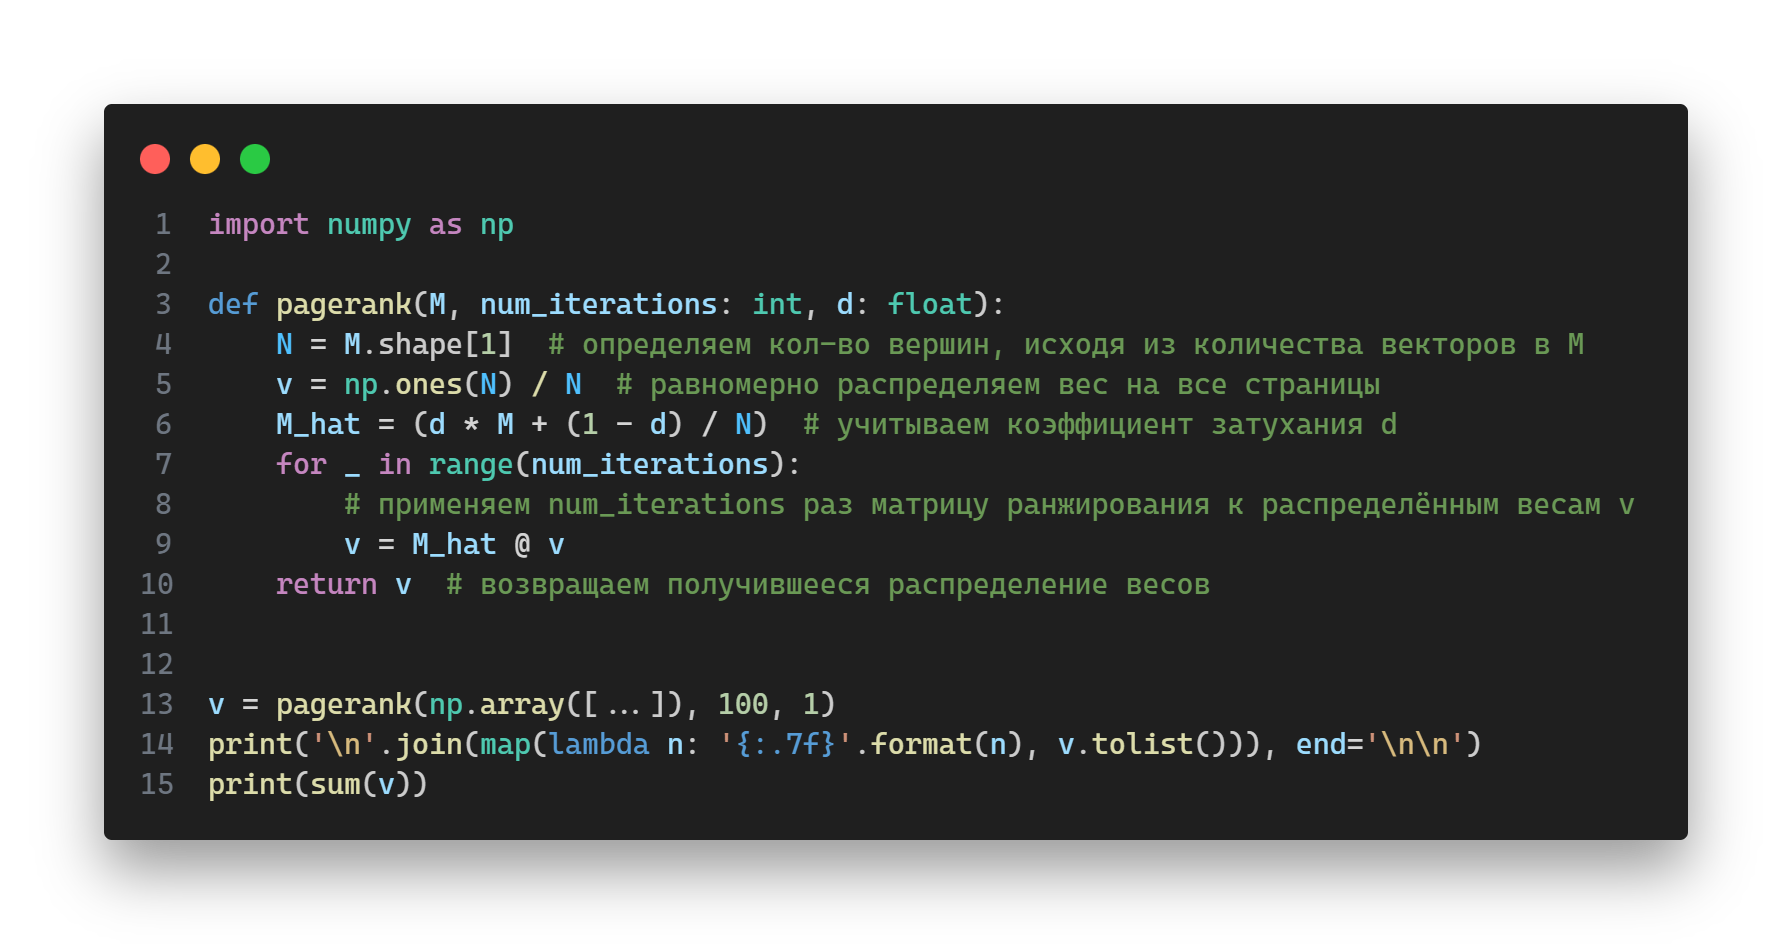 1 import numpy as np
2
3 def pagerank(M, num_iterations: int, d: float):
4     N = M.shape[1]  # определяем кол-во вершин, исходя из количества векторов в M
5     v = np.ones(N) / N  # равномерно распределяем вес на все страницы
6     M_hat = (d * M + (1 - d) / N)  # учитываем коэффициент затухания d
7     for _ in range(num_iterations):
8         # применяем num_iterations раз матрицу ранжирования к распределённым весам v
9         v = M_hat @ v
10     return v  # возвращаем получившееся распределение весов
11
12
13 v = pagerank(np.array([...]), 100, 1)
14 print('\n'.join(map(lambda n: '{:.7f}'.format(n), v.tolist())), end='\n\n')
15 print(sum(v))